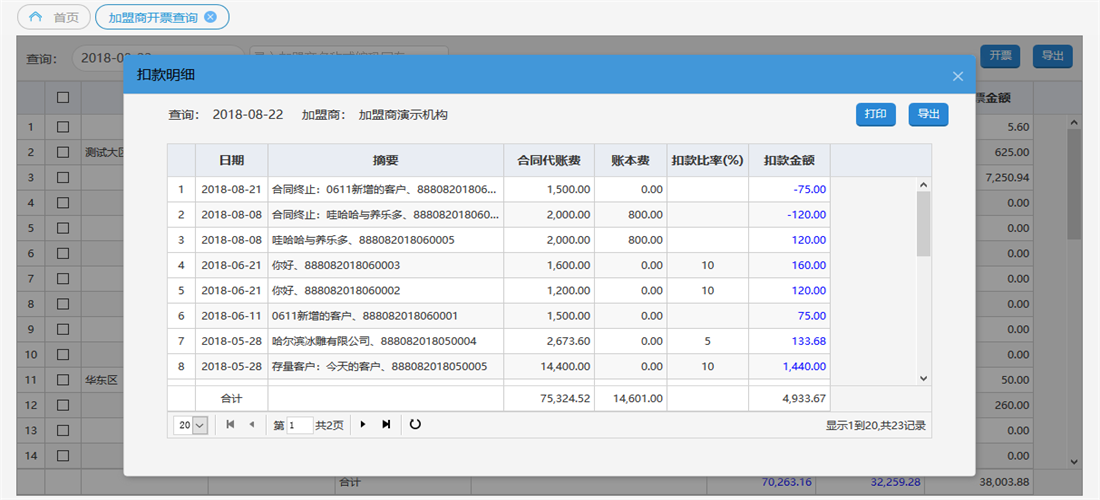 首页 加盟商开票查询
查询： 2018-0
开票 导出
扣款明细
查询： 2018-08-22 加盟商： 加盟商演示机构 打印 导出
日期 摘要 合同代账费 账本费 扣款比率(%) 扣款金额
1 2018-08-21 合同终止：0611新增的客户、88808201806... 1,500.00 0.00 -75.00
2 2018-08-08 合同终止：哇哈哈与养乐多、888082018060... 2,000.00 800.00 -120.00
3 2018-08-08 哇哈哈与养乐多、888082018060005 2,000.00 800.00 120.00
4 2018-06-21 你好、888082018060003 1,600.00 0.00 10 160.00
5 2018-06-21 你好、888082018060002 1,200.00 0.00 10 120.00
6 2018-06-11 0611新增的客户、888082018060001 1,500.00 0.00 75.00
7 2018-05-28 哈尔滨冰雕有限公司、888082018050004 2,673.60 0.00 5 133.68
8 2018-05-28 存量客户：今天的客户、888082018050005 14,400.00 0.00 10 1,440.00
合计 75,324.52 14,601.00 4,933.67
20 第 1 共2页 显示1到20,共23记录
票金额
1 5.60
2 测试大区 625.00
3 7,250.94
4 0.00
5 0.00
6 0.00
7 0.00
8 0.00
9 0.00
10 0.00
11 华东区 50.00
12 260.00
13 0.00
14 0.00
合计 70,263.16 32,259.28 38,003.88